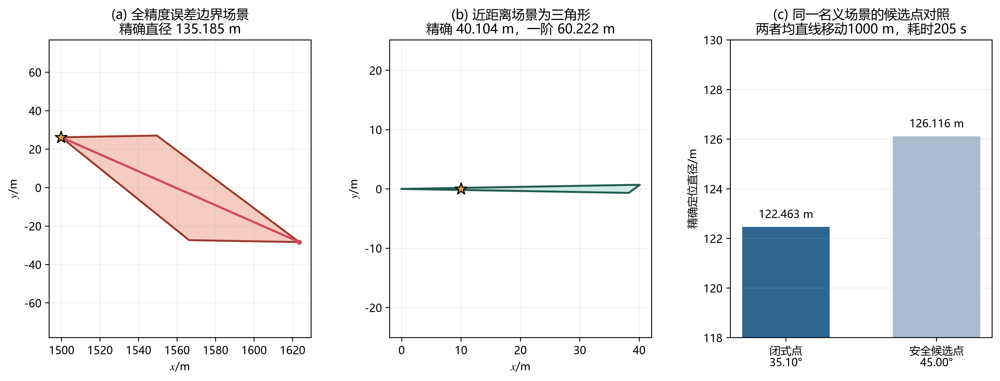 (a) 全精度误差边界场景
精确直径 135.185 m
60
40
20
0
-20
-40
-60
y/m
1500 1520 1540 1560 1580 1600 1620
x/m
(b) 近距离场景为三角形
精确 40.104 m，一阶 60.222 m
20
10
0
-10
-20
y/m
0 10 20 30 40
x/m
(c) 同一名义场景的候选点对照
两者均直线移动1000 m，耗时205 s
130
128
126
124
122
120
118
精确定位直径/m
122.463 m
126.116 m
闭式点
35.10°
安全候选点
45.00°